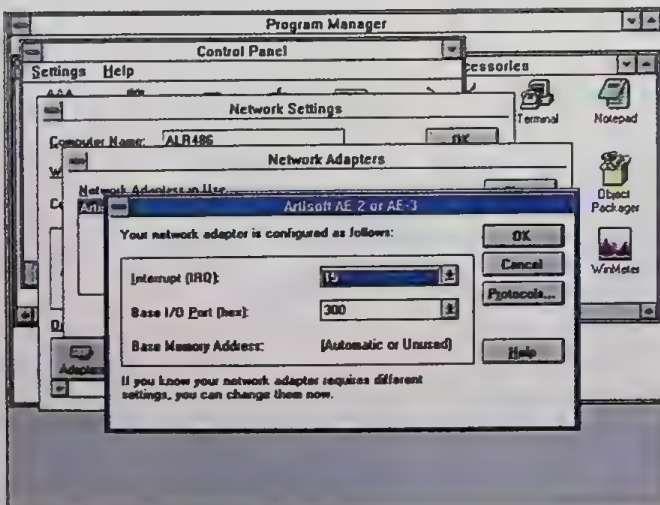 Program Manager
Control Panel
Settings Help
cessories
Terminal
Notepad
Network Settings
Computer Name: ALR486
OK
Network Adapters
Network Adapters in Use
Object Packager
Artisoft AE-2 or AE-3
Your network adapter is configured as follows:
OK
Cancel
Protocols...
Help
Interrupt (IRQ): 15
Base I/O Port (hex): 300
Base Memory Address: (Automatic or Unused)
If you know your network adapter requires different
settings, you can change them now.
WinMeter